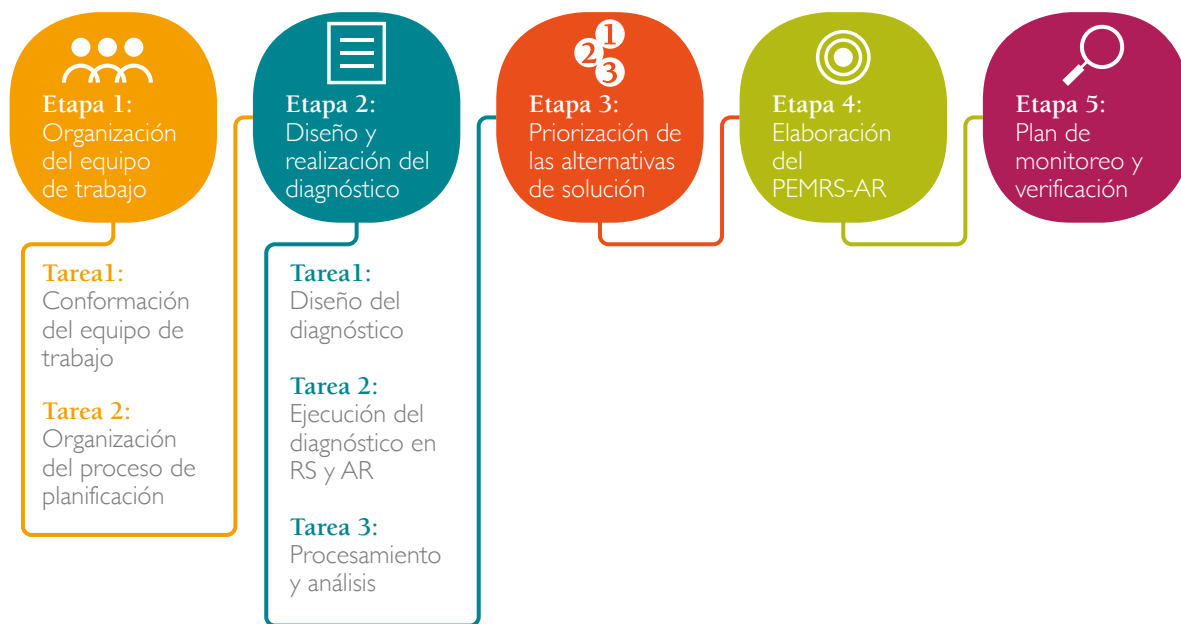 1
2
3
Etapa 1:
Organización
del equipo
de trabajo
Etapa 2:
Diseño y
realización del
diagnóstico
Etapa 3:
Priorización de
las alternativas
de solución
Etapa 4:
Elaboración
del
PEMRS-AR
Etapa 5:
Plan de
monitoreo y
verificación
Tarea1:
Conformación
del equipo de
trabajo
Tarea 2:
Organización
del proceso de
planificación
Tarea1:
Diseño del
diagnóstico
Tarea 2:
Ejecución del
diagnóstico en
RS y AR
Tarea 3:
Procesamiento
y análisis